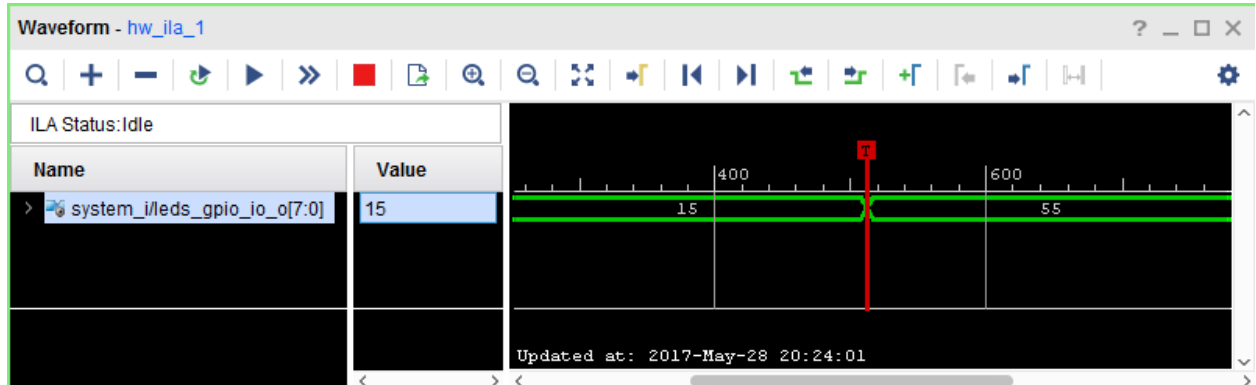 Waveform - hw_ila_1
ILA Status:Idle
Name Value
system_i/leds_gpio_io_o[7:0] 15
T
400 600
15 55
Updated at: 2017-May-28 20:24:01